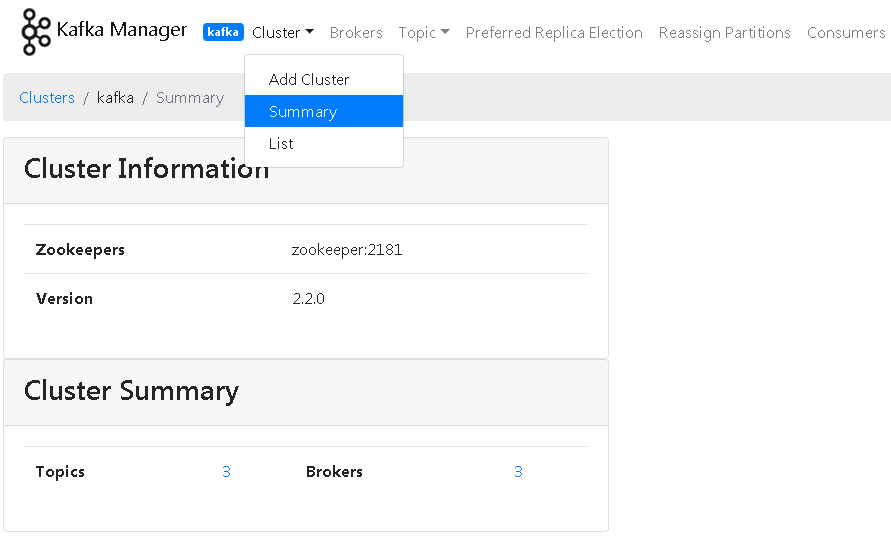 Kafka Manager kafka Cluster Brokers Topic Preferred Replica Election Reassign Partitions Consumers
Add Cluster
Summary
List
Clusters / kafka / Summary
Cluster Information
Zookeepers zookeeper:2181
Version 2.2.0
Cluster Summary
Topics 3 Brokers 3